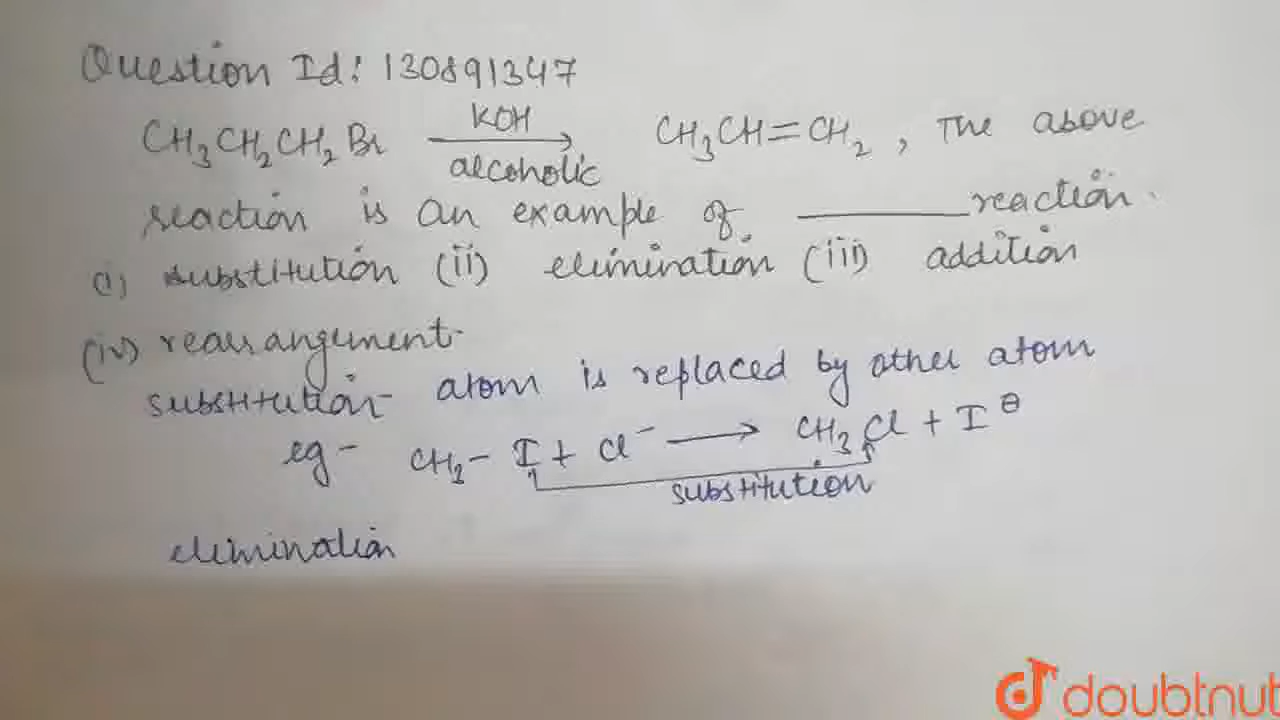 Question Id: 130891347
CH₃CH₂CH₂Br —KOH/alcoholic→ CH₃CH=CH₂, The above
reaction is an example of ______ reaction.
(i) substitution (ii) elimination (iii) addition
(iv) rearrangement.
substitution atom is replaced by other atom
eg - CH₃-I + Cl⁻ → CH₃Cl + I⊖
substitution
elimination
doubtnut